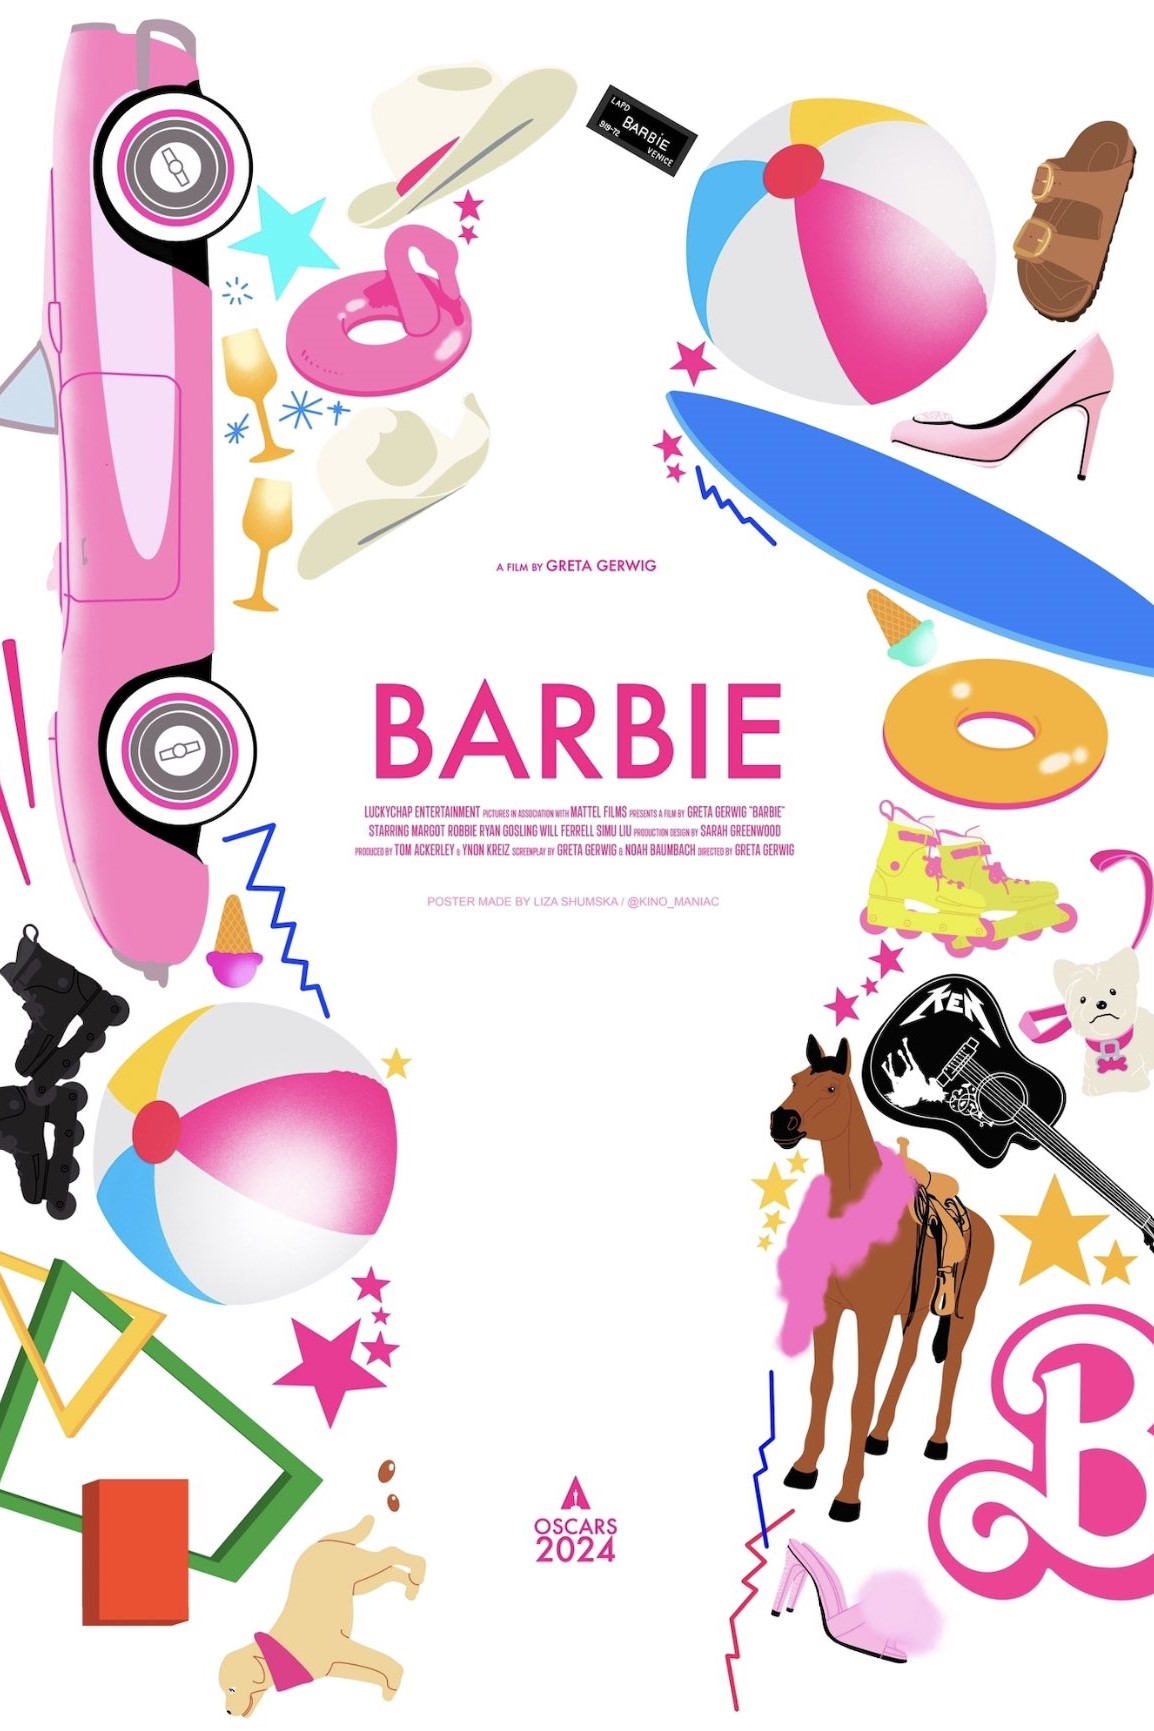 LAPD
BARBIE
919-72
VENICE
A FILM BY GRETA GERWIG
BARBIE
LUCKYCHAP ENTERTAINMENT PICTURES IN ASSOCIATION WITH MATTEL FILMS PRESENTS A FILM BY GRETA GERWIG "BARBIE"
STARRING MARGOT ROBBIE RYAN GOSLING WILL FERRELL SIMU LIU PRODUCTION DESIGN BY SARAH GREENWOOD
PRODUCED BY TOM ACKERLEY & YNON KREIZ SCREENPLAY BY GRETA GERWIG & NOAH BAUMBACH DIRECTED BY GRETA GERWIG
POSTER MADE BY LIZA SHUMSKA / @KINO_MANIAC
KEN
B
OSCARS
2024